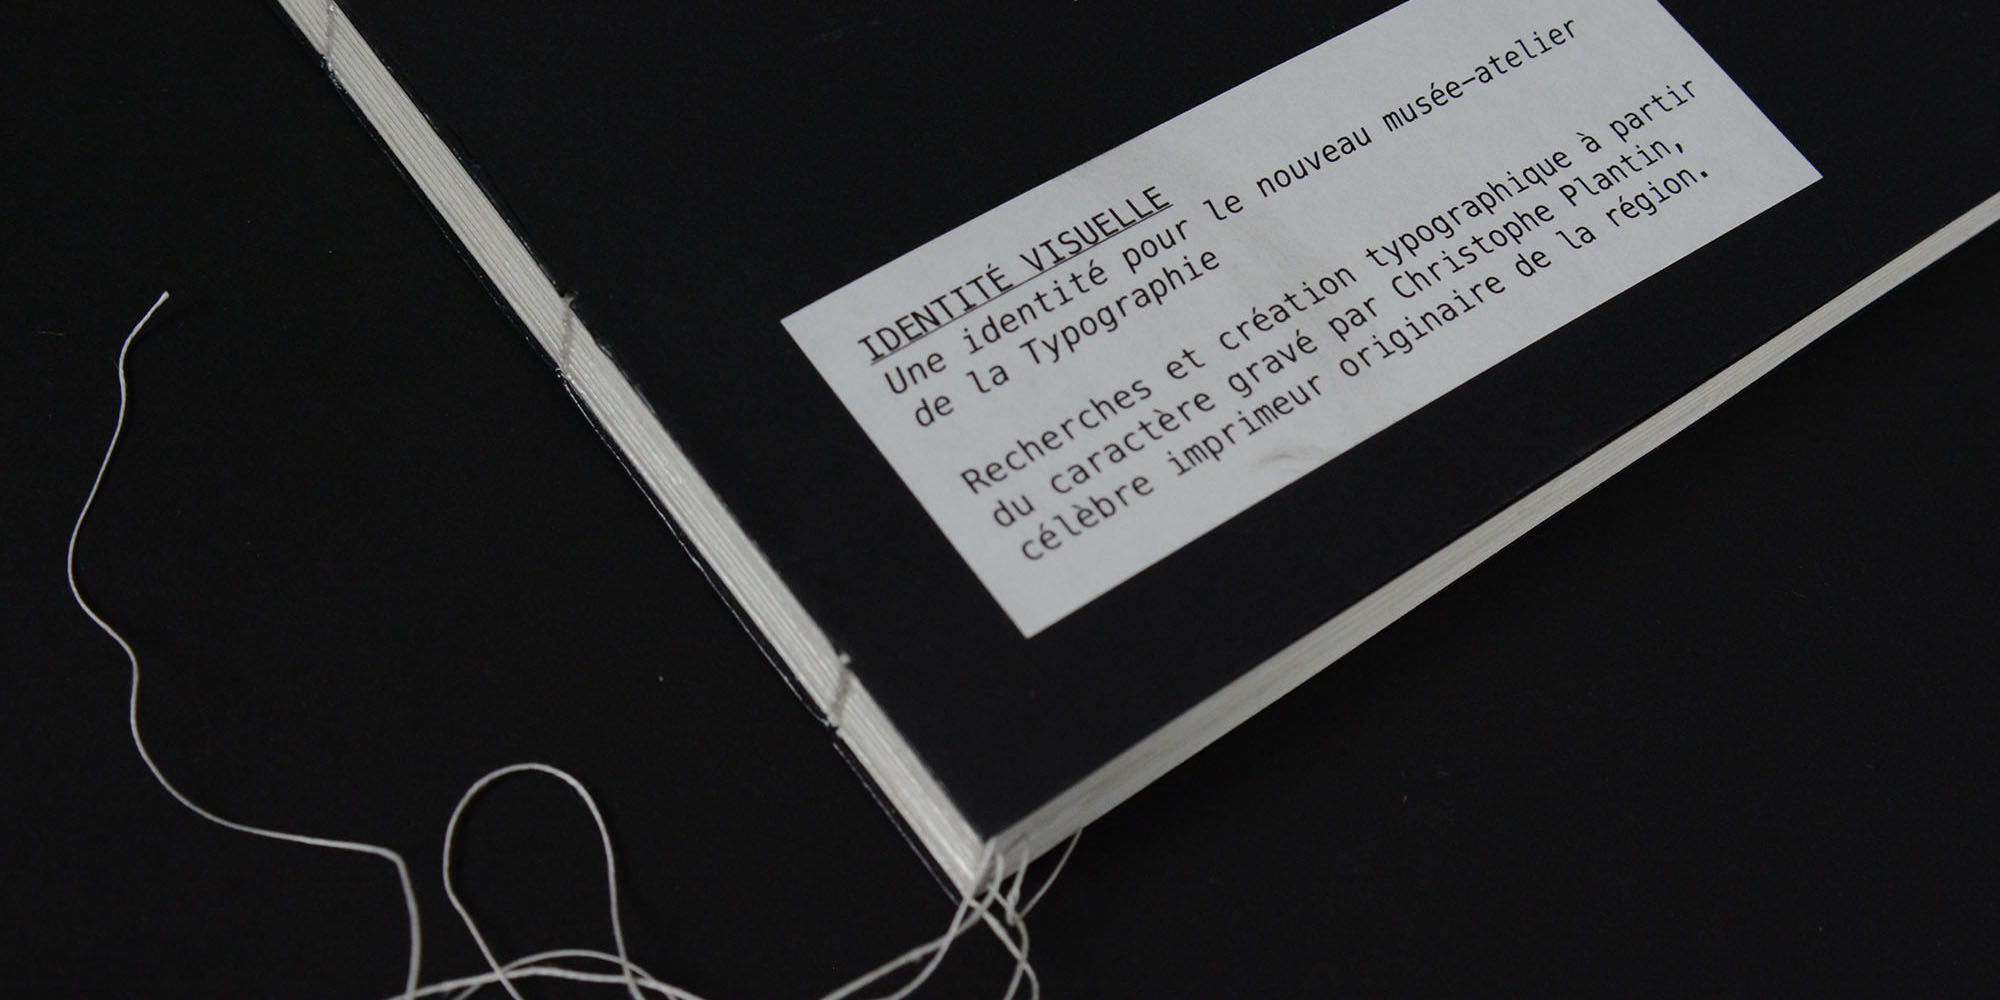 IDENTITÉ VISUELLE
Une identité pour le nouveau musée-atelier
de la Typographie
Recherches et création typographique à partir
du caractère gravé par Christophe Plantin,
célèbre imprimeur originaire de la région.